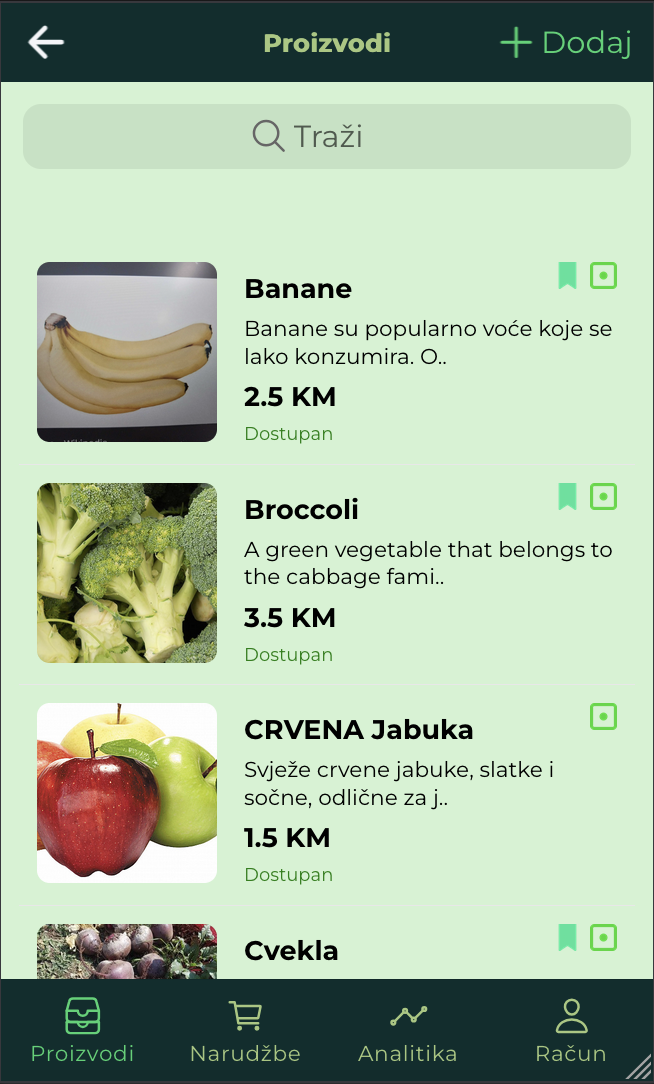 Proizvodi
Dodaj
Traži
Banane
Banane su popularno voće koje se
lako konzumira. O..
2.5 KM
Dostupan
Broccoli
A green vegetable that belongs to
the cabbage fami..
3.5 KM
Dostupan
CRVENA Jabuka
Svježe crvene jabuke, slatke i
sočne, odlične za j..
1.5 KM
Dostupan
Cvekla
Proizvodi
Narudžbe
Analitika
Račun